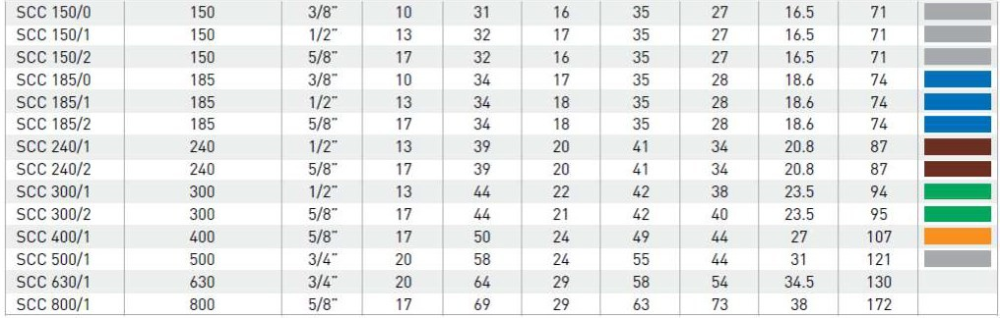 SCC 150/0 150 3/8" 10 31 16 35 27 16.5 71
SCC 150/1 150 1/2" 13 32 17 35 27 16.5 71
SCC 150/2 150 5/8" 17 32 16 35 27 16.5 71
SCC 185/0 185 3/8" 10 34 17 35 28 18.6 74
SCC 185/1 185 1/2" 13 34 18 35 28 18.6 74
SCC 185/2 185 5/8" 17 34 18 35 28 18.6 74
SCC 240/1 240 1/2" 13 39 20 41 34 20.8 87
SCC 240/2 240 5/8" 17 39 20 41 34 20.8 87
SCC 300/1 300 1/2" 13 44 22 42 38 23.5 94
SCC 300/2 300 5/8" 17 44 21 42 40 23.5 95
SCC 400/1 400 5/8" 17 50 24 49 44 27 107
SCC 500/1 500 3/4" 20 58 24 55 44 31 121
SCC 630/1 630 3/4" 20 64 29 58 54 34.5 130
SCC 800/1 800 5/8" 17 69 29 63 73 38 172